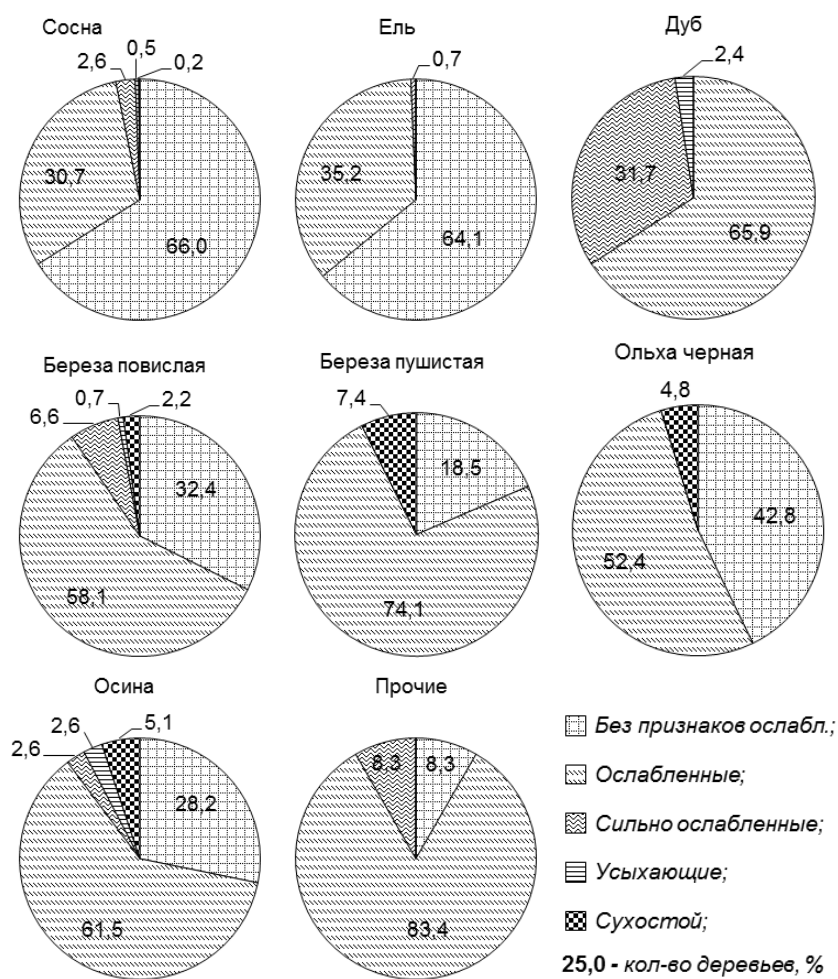 Сосна
0,5
2,6
0,2
30,7
66,0
Ель
0,7
35,2
64,1
Дуб
2,4
31,7
65,9
Береза повислая
0,7
2,2
6,6
32,4
58,1
Береза пушистая
7,4
18,5
74,1
Ольха черная
4,8
42,8
52,4
Осина
2,6
5,1
2,6
28,2
61,5
Прочие
8,3
8,3
83,4
Без признаков ослабл.;
Ослабленные;
Сильно ослабленные;
Усыхающие;
Сухостой;
25,0 - кол-во деревьев, %